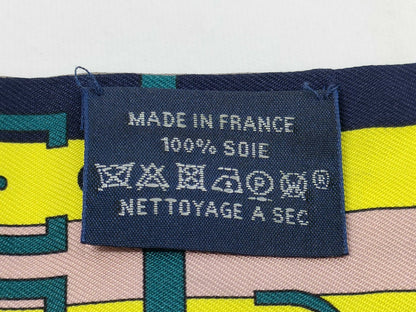 MADE IN FRANCE
100% SOIE
P W ®
NETTOYAGE A SEC